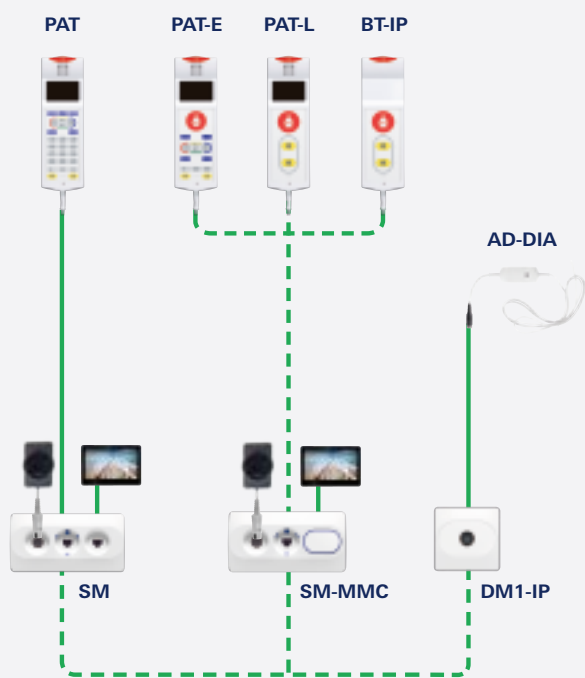 PAT
PAT-E
PAT-L
BT-IP
AD-DIA
SM
SM-MMC
DM1-IP